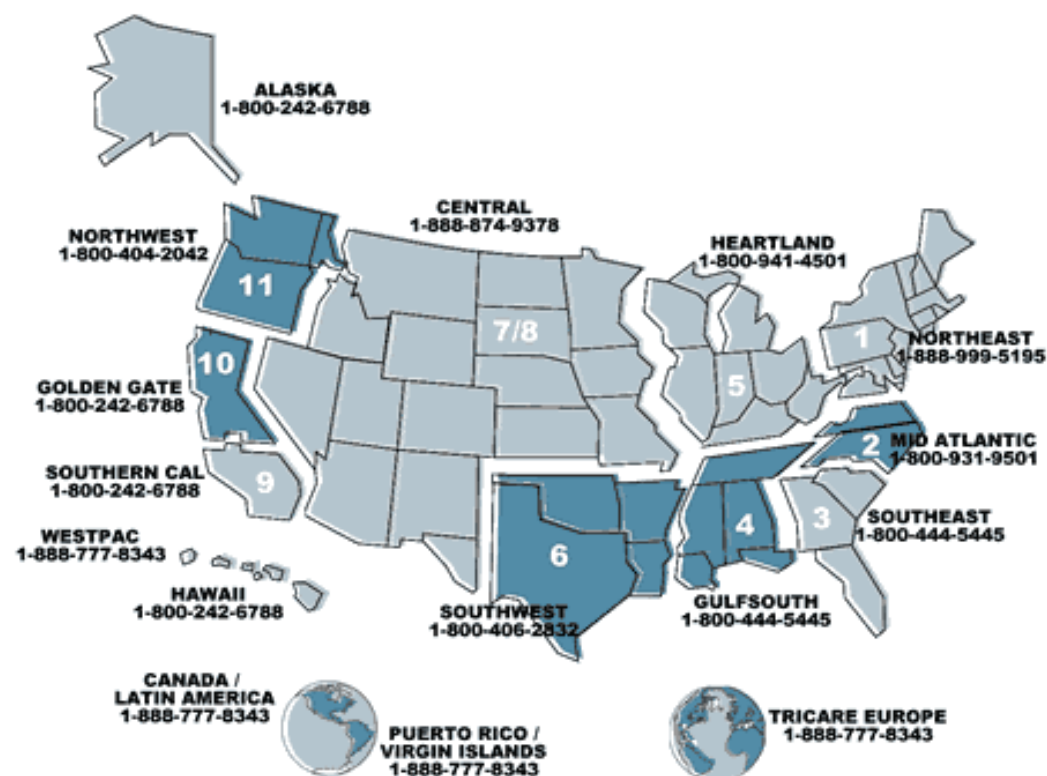 ALASKA
1-800-242-6788
CENTRAL
1-888-874-9378
NORTHWEST
1-800-404-2042
HEARTLAND
1-800-941-4501
11
7/8
1
NORTHEAST
1-888-999-5195
10
5
GOLDEN GATE
1-800-242-6788
2
MID ATLANTIC
1-800-931-9501
SOUTHERN CAL
1-800-242-6788
9
3
SOUTHEAST
1-800-444-5445
4
6
WESTPAC
1-888-777-8343
HAWAII
1-800-242-6788
SOUTHWEST
1-800-406-2832
GULFSOUTH
1-800-444-5445
CANADA /
LATIN AMERICA
1-888-777-8343
PUERTO RICO /
VIRGIN ISLANDS
1-888-777-8343
TRICARE EUROPE
1-888-777-8343